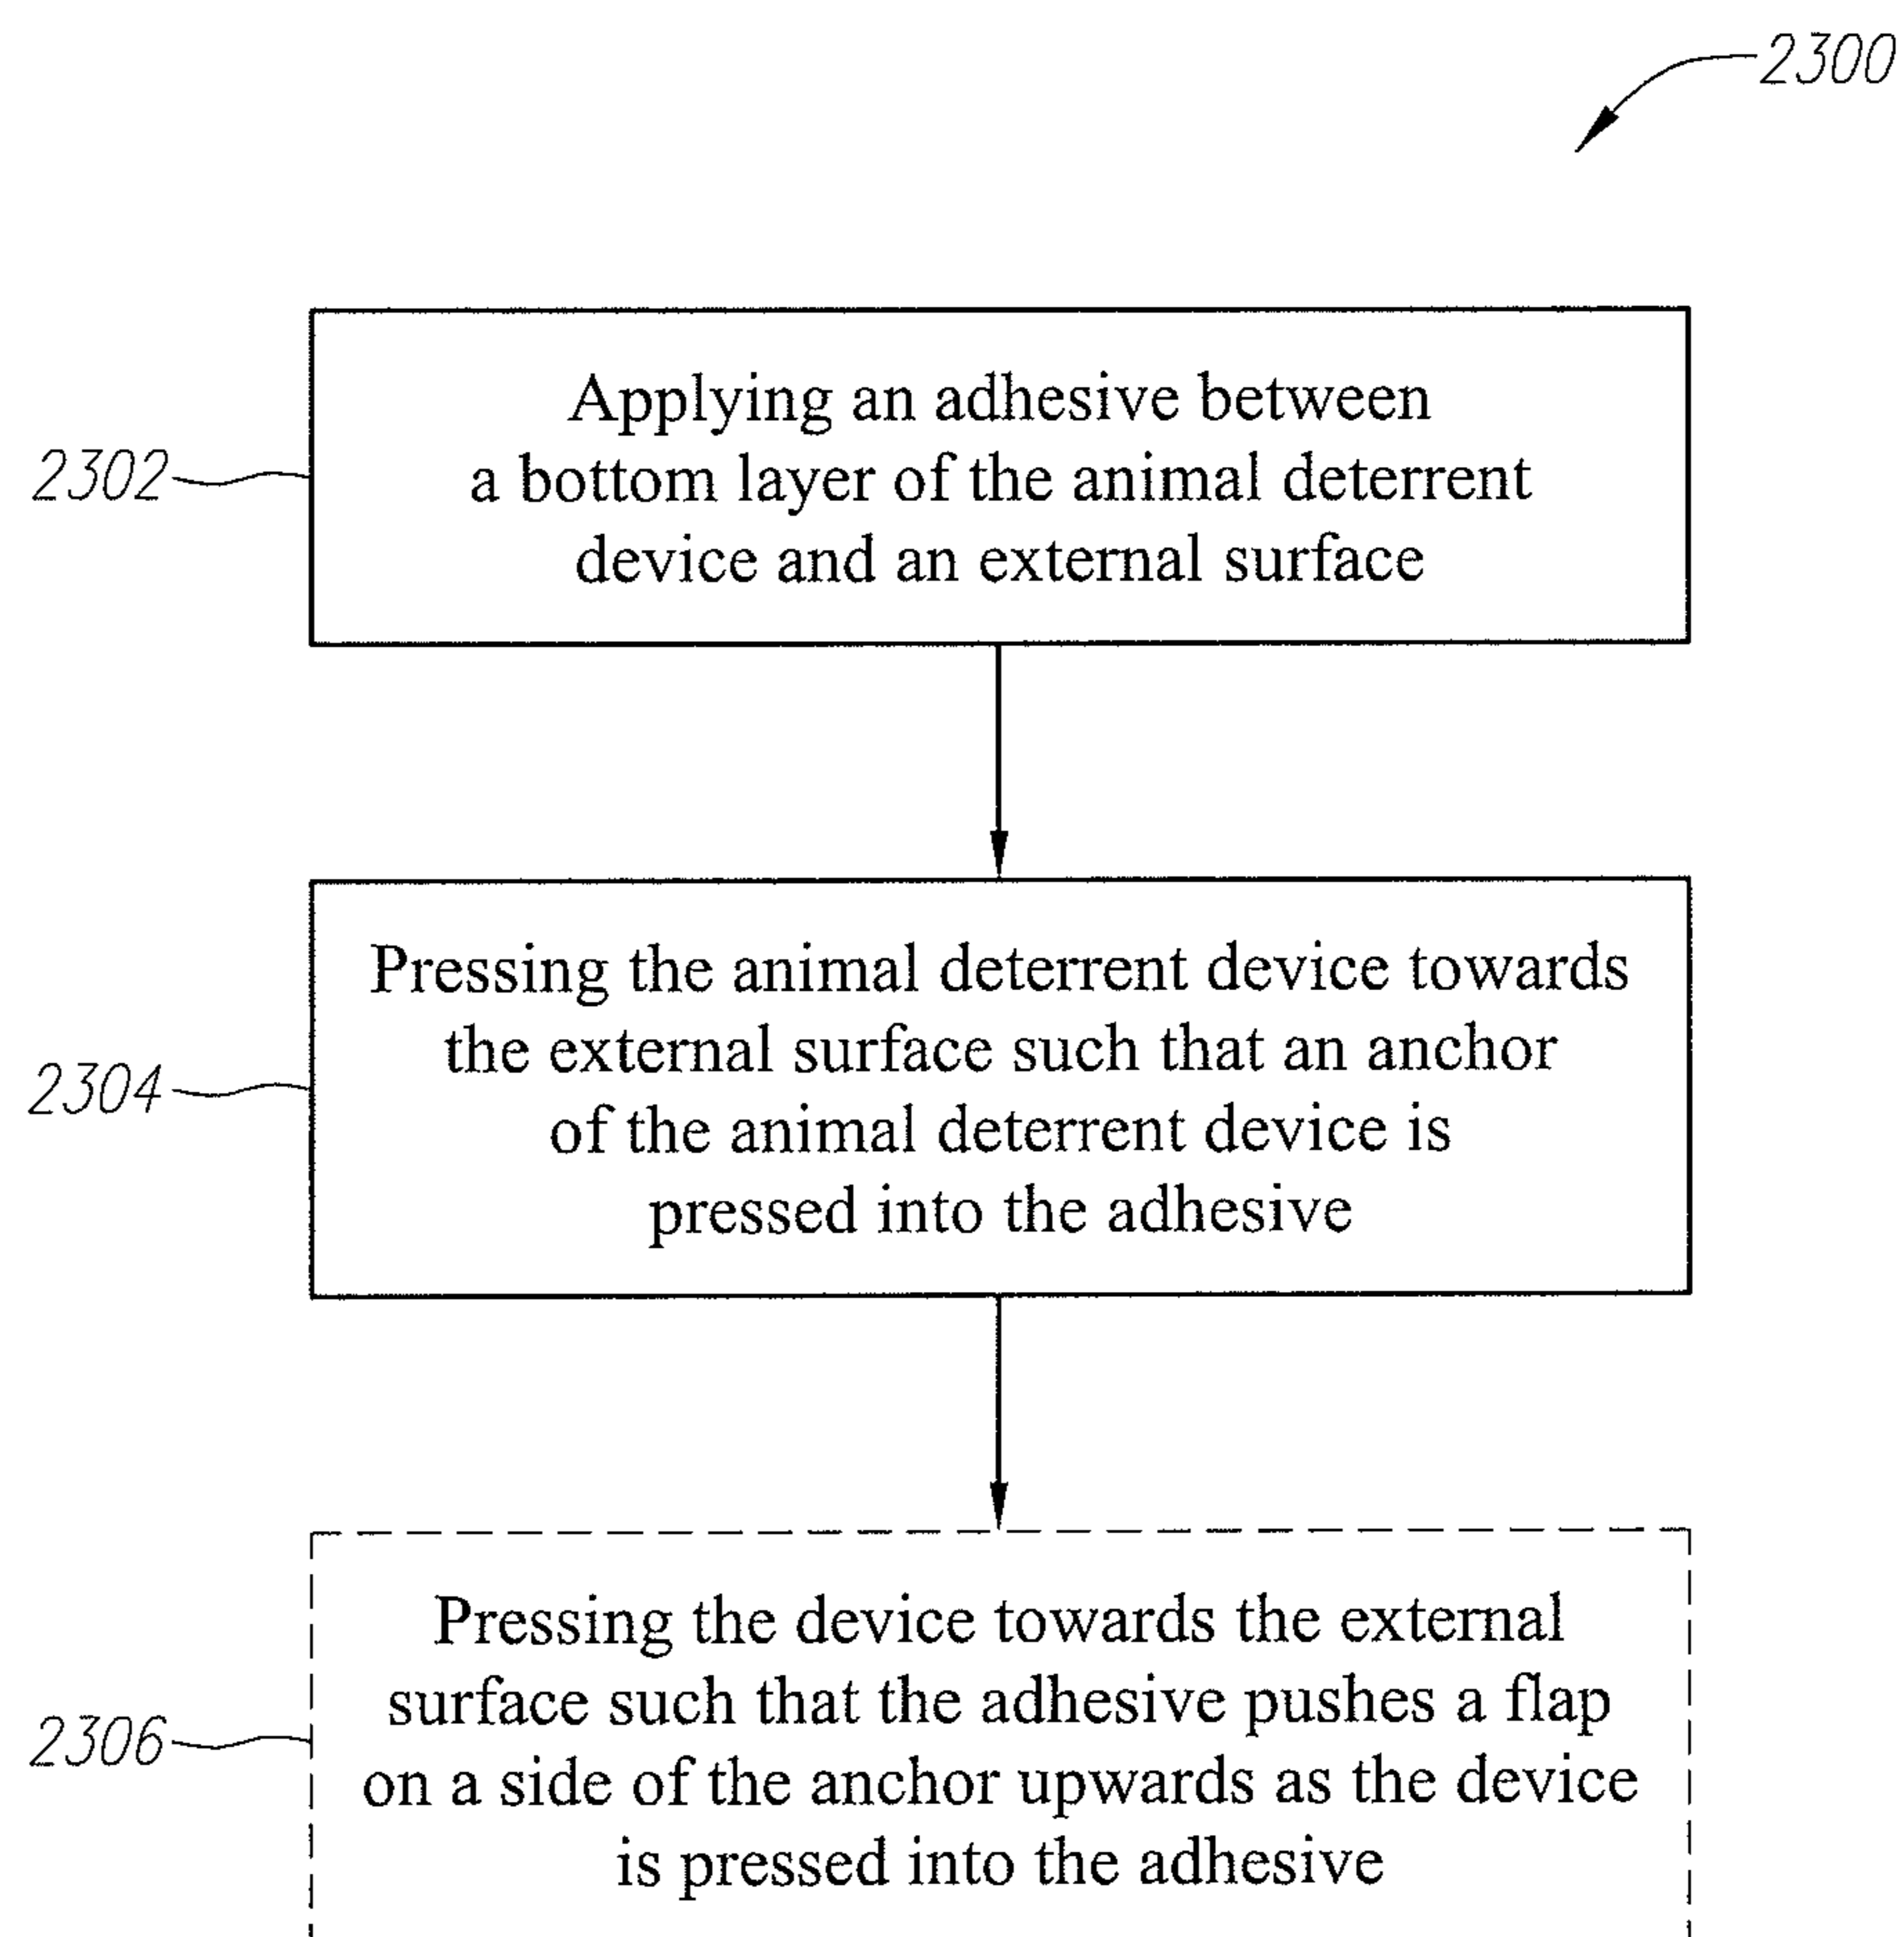 2300
Applying an adhesive between
2302
a bottom layer of the animal deterrent
device and an external surface
Pressing the animal deterrent device towards
the external surface such that an anchor
2304
of the animal deterrent device is
pressed into the adhesive
Pressing the device towards the external
surface such that the adhesive pushes a flap
2306
on a side of the anchor upwards as the device
is pressed into the adhesive